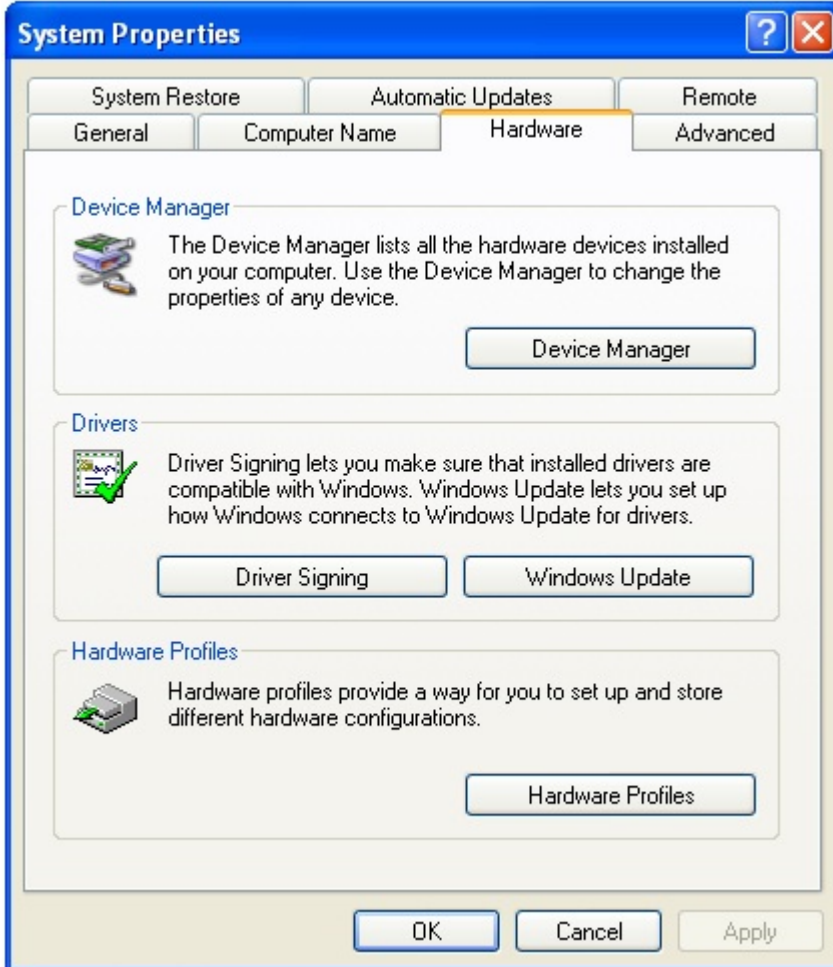 System Properties
System Restore
Automatic Updates
Remote
General
Computer Name
Hardware
Advanced
Device Manager
The Device Manager lists all the hardware devices installed
on your computer. Use the Device Manager to change the
properties of any device.
Device Manager
Drivers
Driver Signing lets you make sure that installed drivers are
compatible with Windows. Windows Update lets you set up
how Windows connects to Windows Update for drivers.
Driver Signing
Windows Update
Hardware Profiles
Hardware profiles provide a way for you to set up and store
different hardware configurations.
Hardware Profiles
OK
Cancel
Apply